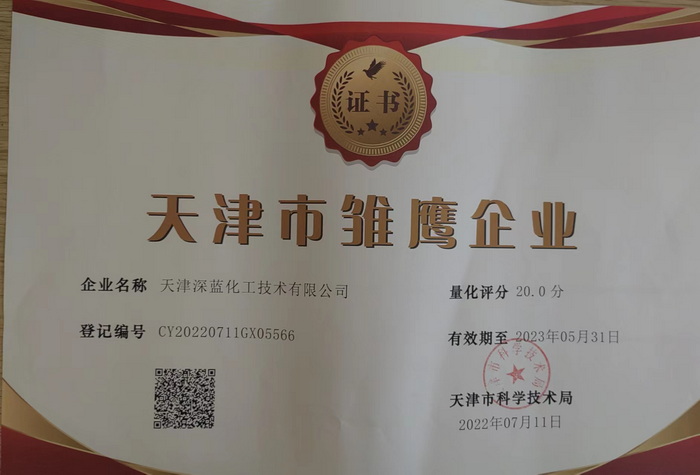 证书
天津市雏鹰企业
企业名称 天津深蓝化工技术有限公司
量化评分 20.0 分
登记编号 CY20220711GX05566
有效期至 2023年05月31日
天津市科学技术局
2022年07月11日